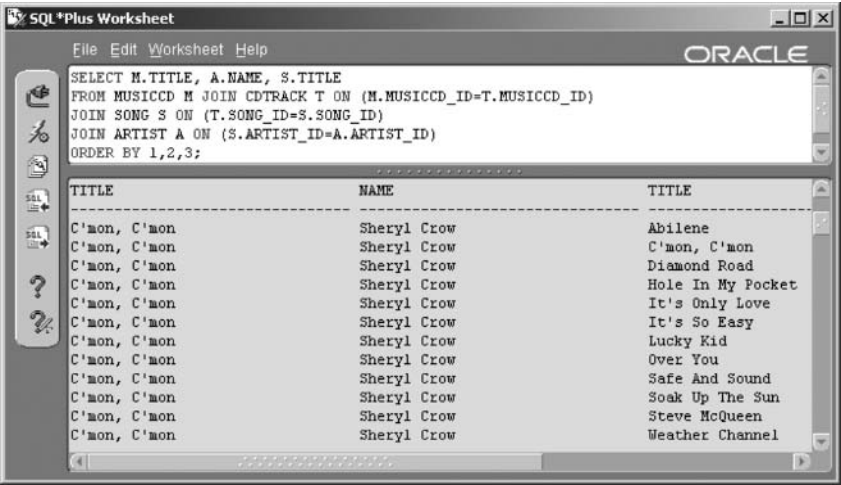 SQL*Plus Worksheet
File Edit Worksheet Help
ORACLE
SELECT M.TITLE, A.NAME, S.TITLE
FROM MUSICCD M JOIN CDTRACK T ON (M.MUSICCD_ID=T.MUSICCD_ID)
JOIN SONG S ON (T.SONG_ID=S.SONG_ID)
JOIN ARTIST A ON (S.ARTIST_ID=A.ARTIST_ID)
ORDER BY 1,2,3;
SQL
SQL
TITLE NAME TITLE
C'mon, C'mon Sheryl Crow Abilene
C'mon, C'mon Sheryl Crow C'mon, C'mon
C'mon, C'mon Sheryl Crow Diamond Road
C'mon, C'mon Sheryl Crow Hole In My Pocket
C'mon, C'mon Sheryl Crow It's Only Love
C'mon, C'mon Sheryl Crow It's So Easy
C'mon, C'mon Sheryl Crow Lucky Kid
C'mon, C'mon Sheryl Crow Over You
C'mon, C'mon Sheryl Crow Safe And Sound
C'mon, C'mon Sheryl Crow Soak Up The Sun
C'mon, C'mon Sheryl Crow Steve McQueen
C'mon, C'mon Sheryl Crow Weather Channel